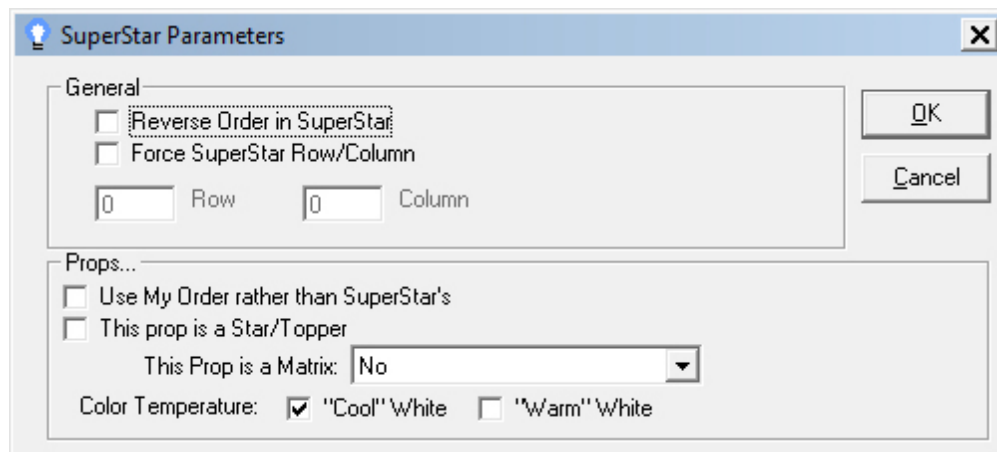 SuperStar Parameters
General
Reverse Order in SuperStar
Force SuperStar Row/Column
0 Row 0 Column
OK
Cancel
Props...
Use My Order rather than SuperStar's
This prop is a Star/Topper
This Prop is a Matrix: No
Color Temperature: "Cool" White "Warm" White